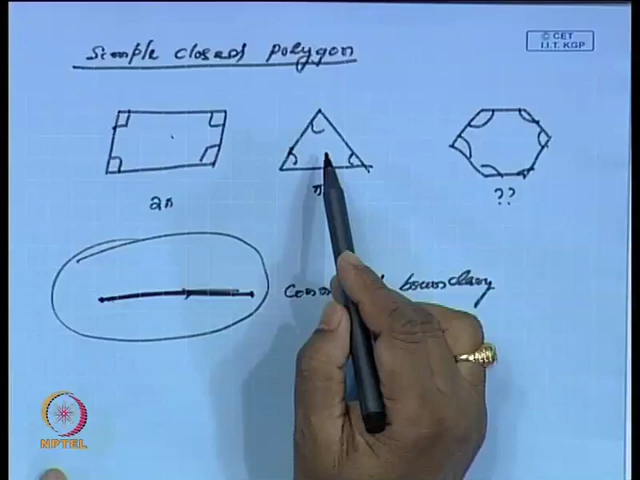 © CET
I.I.T. KGP
Simple closed polygon
2π π ??
boundary
NPTEL